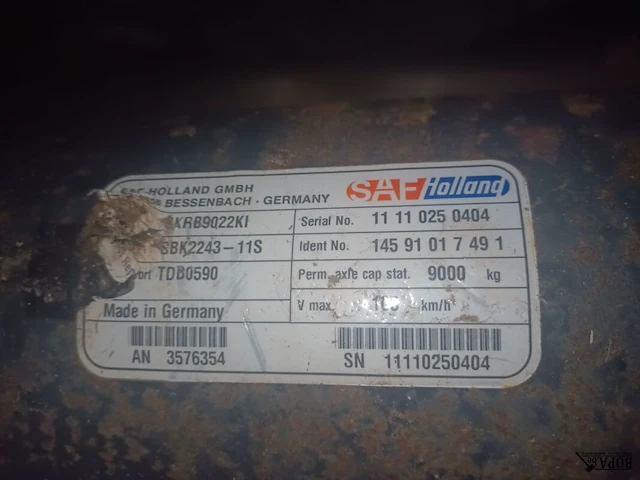 SAF-HOLLAND GMBH
BESSENBACH - GERMANY
SAF Holland
KRB9022KI
Serial No. 11 11 025 0404
SBK2243-11S
Ident No. 145 91 01 7 49 1
TDB0590
Perm. axle cap stat. 9000 kg
Made in Germany
V max. km/h
AN 3576354
SN 11110250404